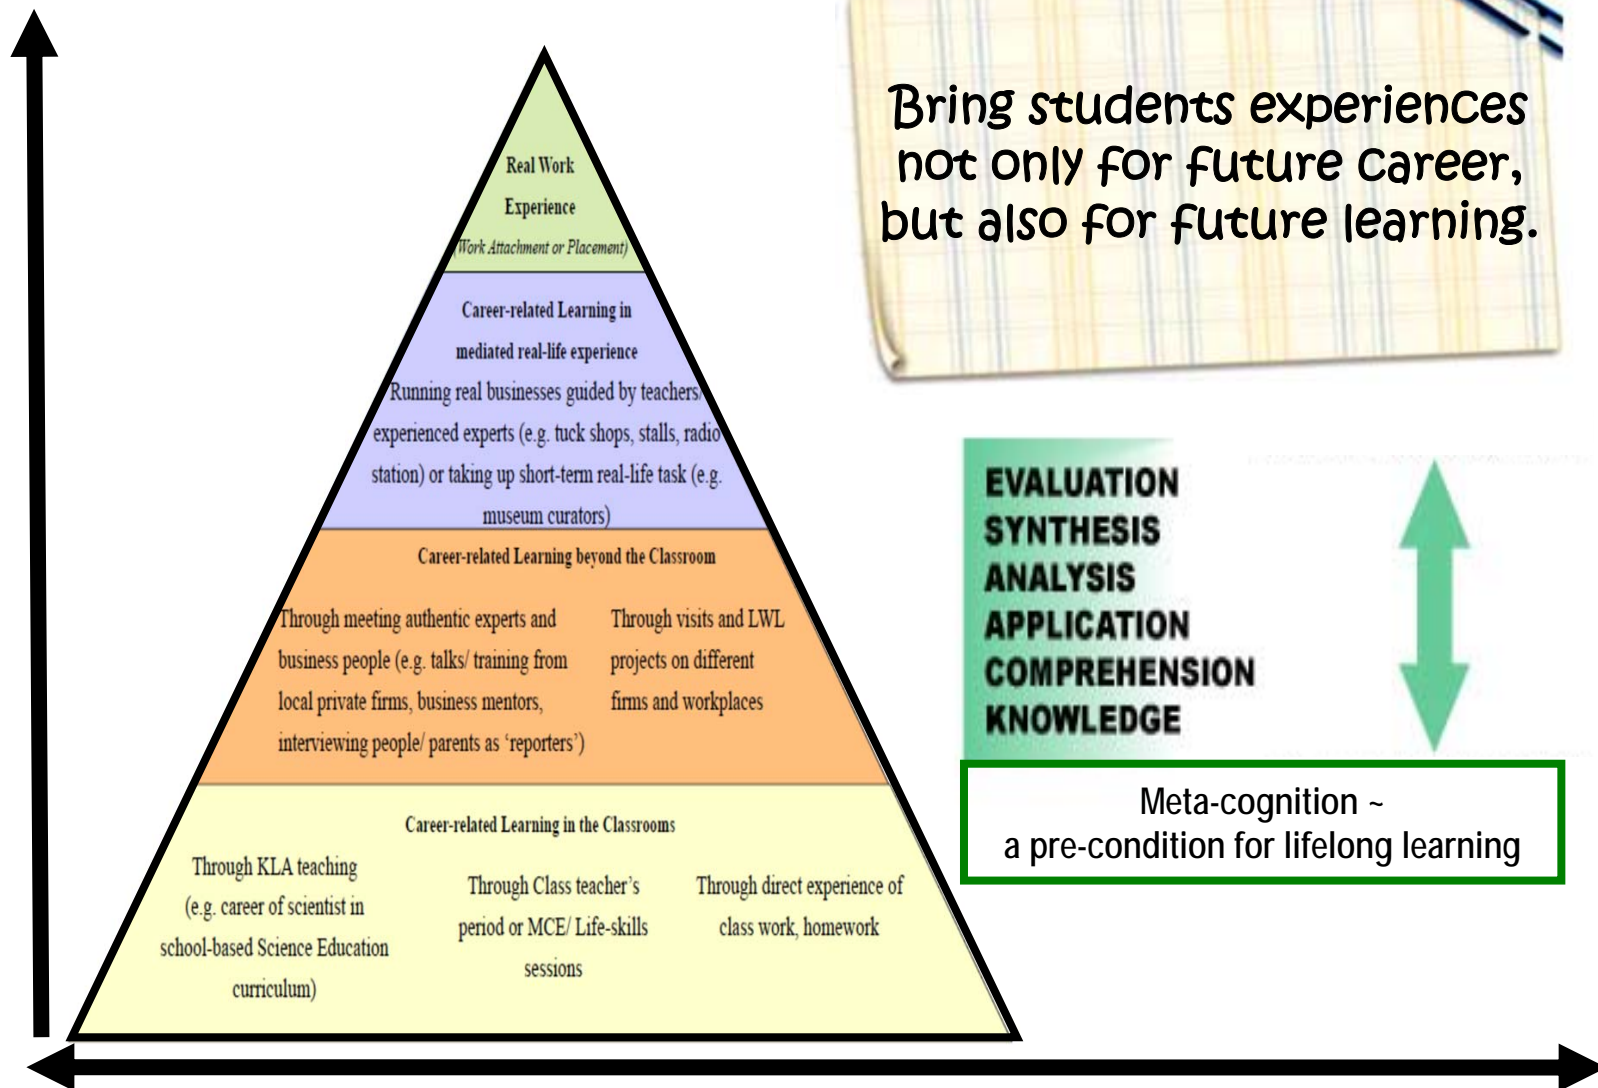 Bring students experiences
not only for future career,
but also for future learning.
Real Work
Experience
(Work Attachment or Placement)
Career-related Learning in
mediated real-life experience
Running real businesses guided by teachers/
experienced experts (e.g. tuck shops, stalls, radio
station) or taking up short-term real-life task (e.g.
museum curators)
Career-related Learning beyond the Classroom
Through meeting authentic experts and
business people (e.g. talks/ training from
local private firms, business mentors,
interviewing people/ parents as ‘reporters’)
Through visits and LWL
projects on different
firms and workplaces
Career-related Learning in the Classrooms
Through KLA teaching
(e.g. career of scientist in
school-based Science Education
curriculum)
Through Class teacher’s
period or MCE/ Life-skills
sessions
Through direct experience of
class work, homework
EVALUATION
SYNTHESIS
ANALYSIS
APPLICATION
COMPREHENSION
KNOWLEDGE
Meta-cognition ~
a pre-condition for lifelong learning